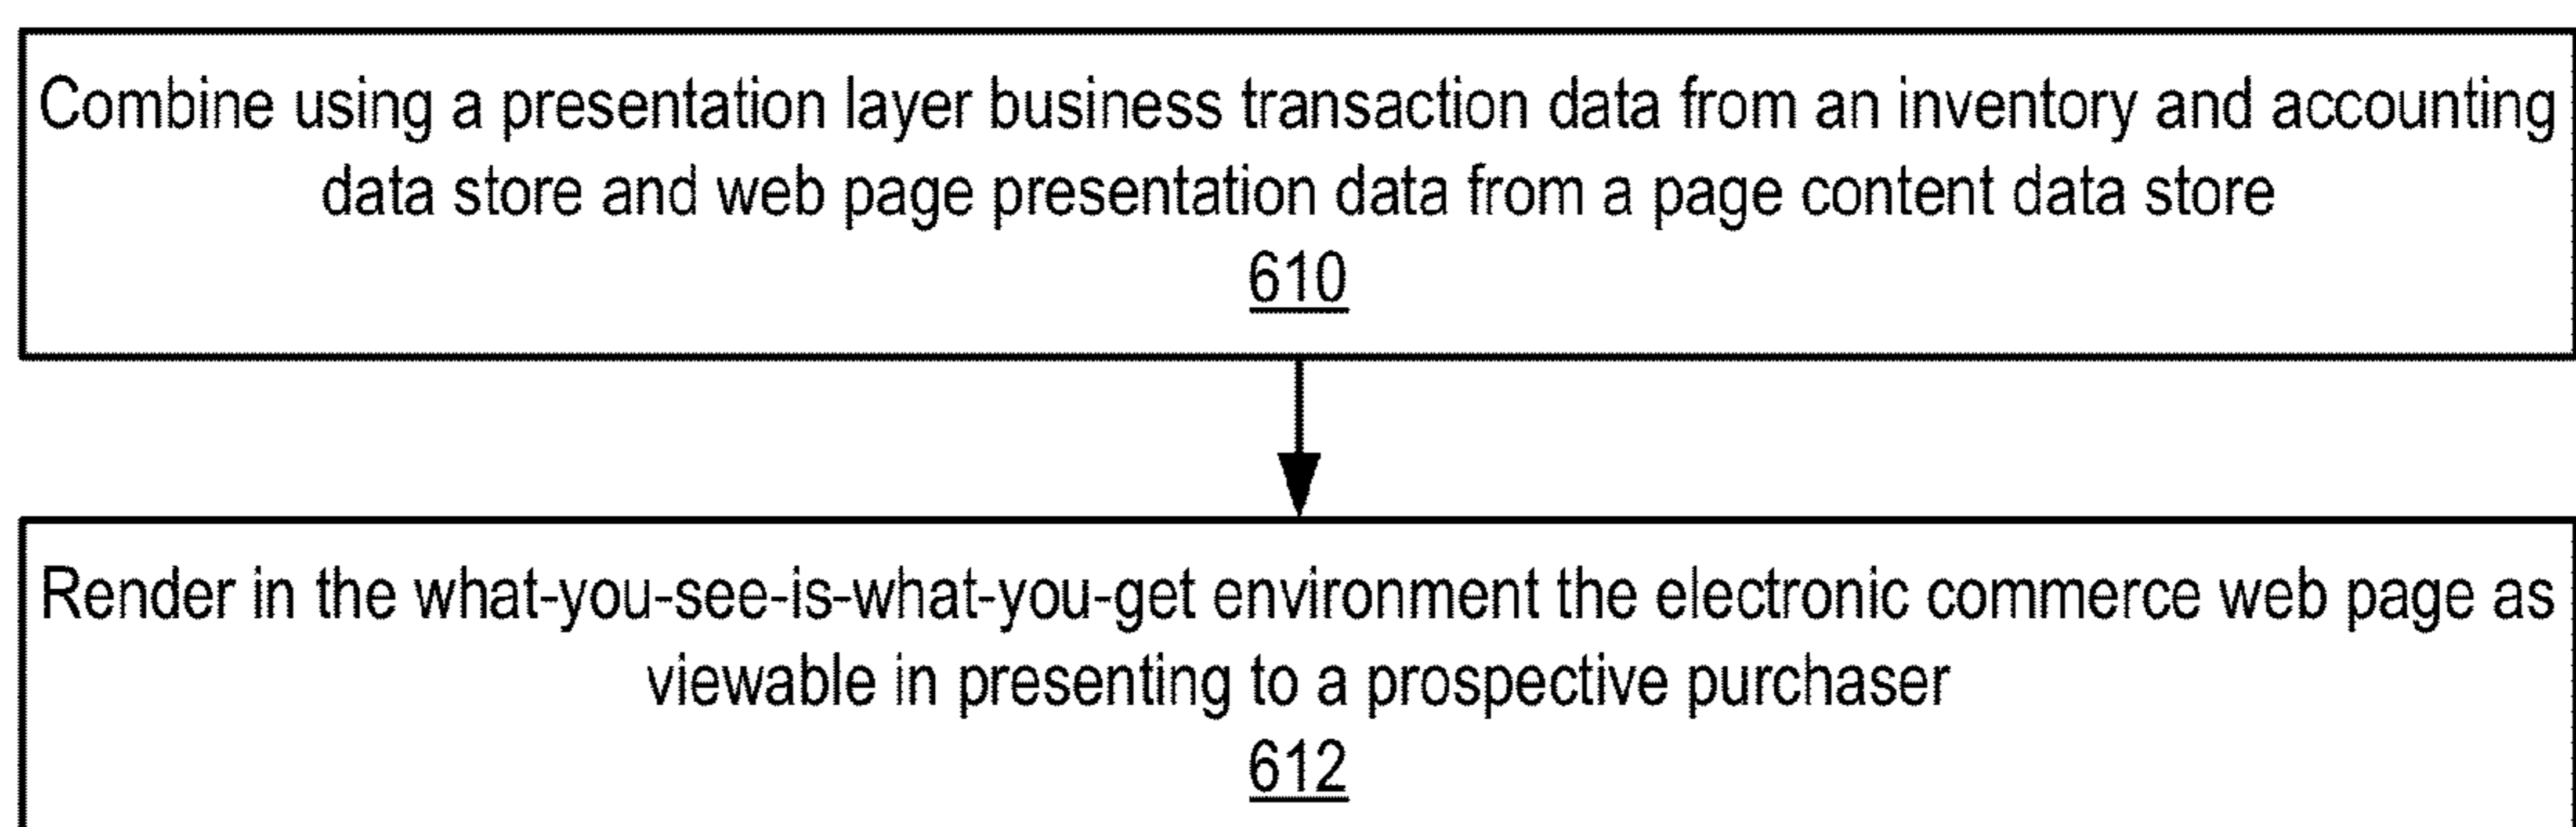 Combine using a presentation layer business transaction data from an inventory and accounting
data store and web page presentation data from a page content data store
610
Render in the what-you-see-is-what-you-get environment the electronic commerce web page as
viewable in presenting to a prospective purchaser
612